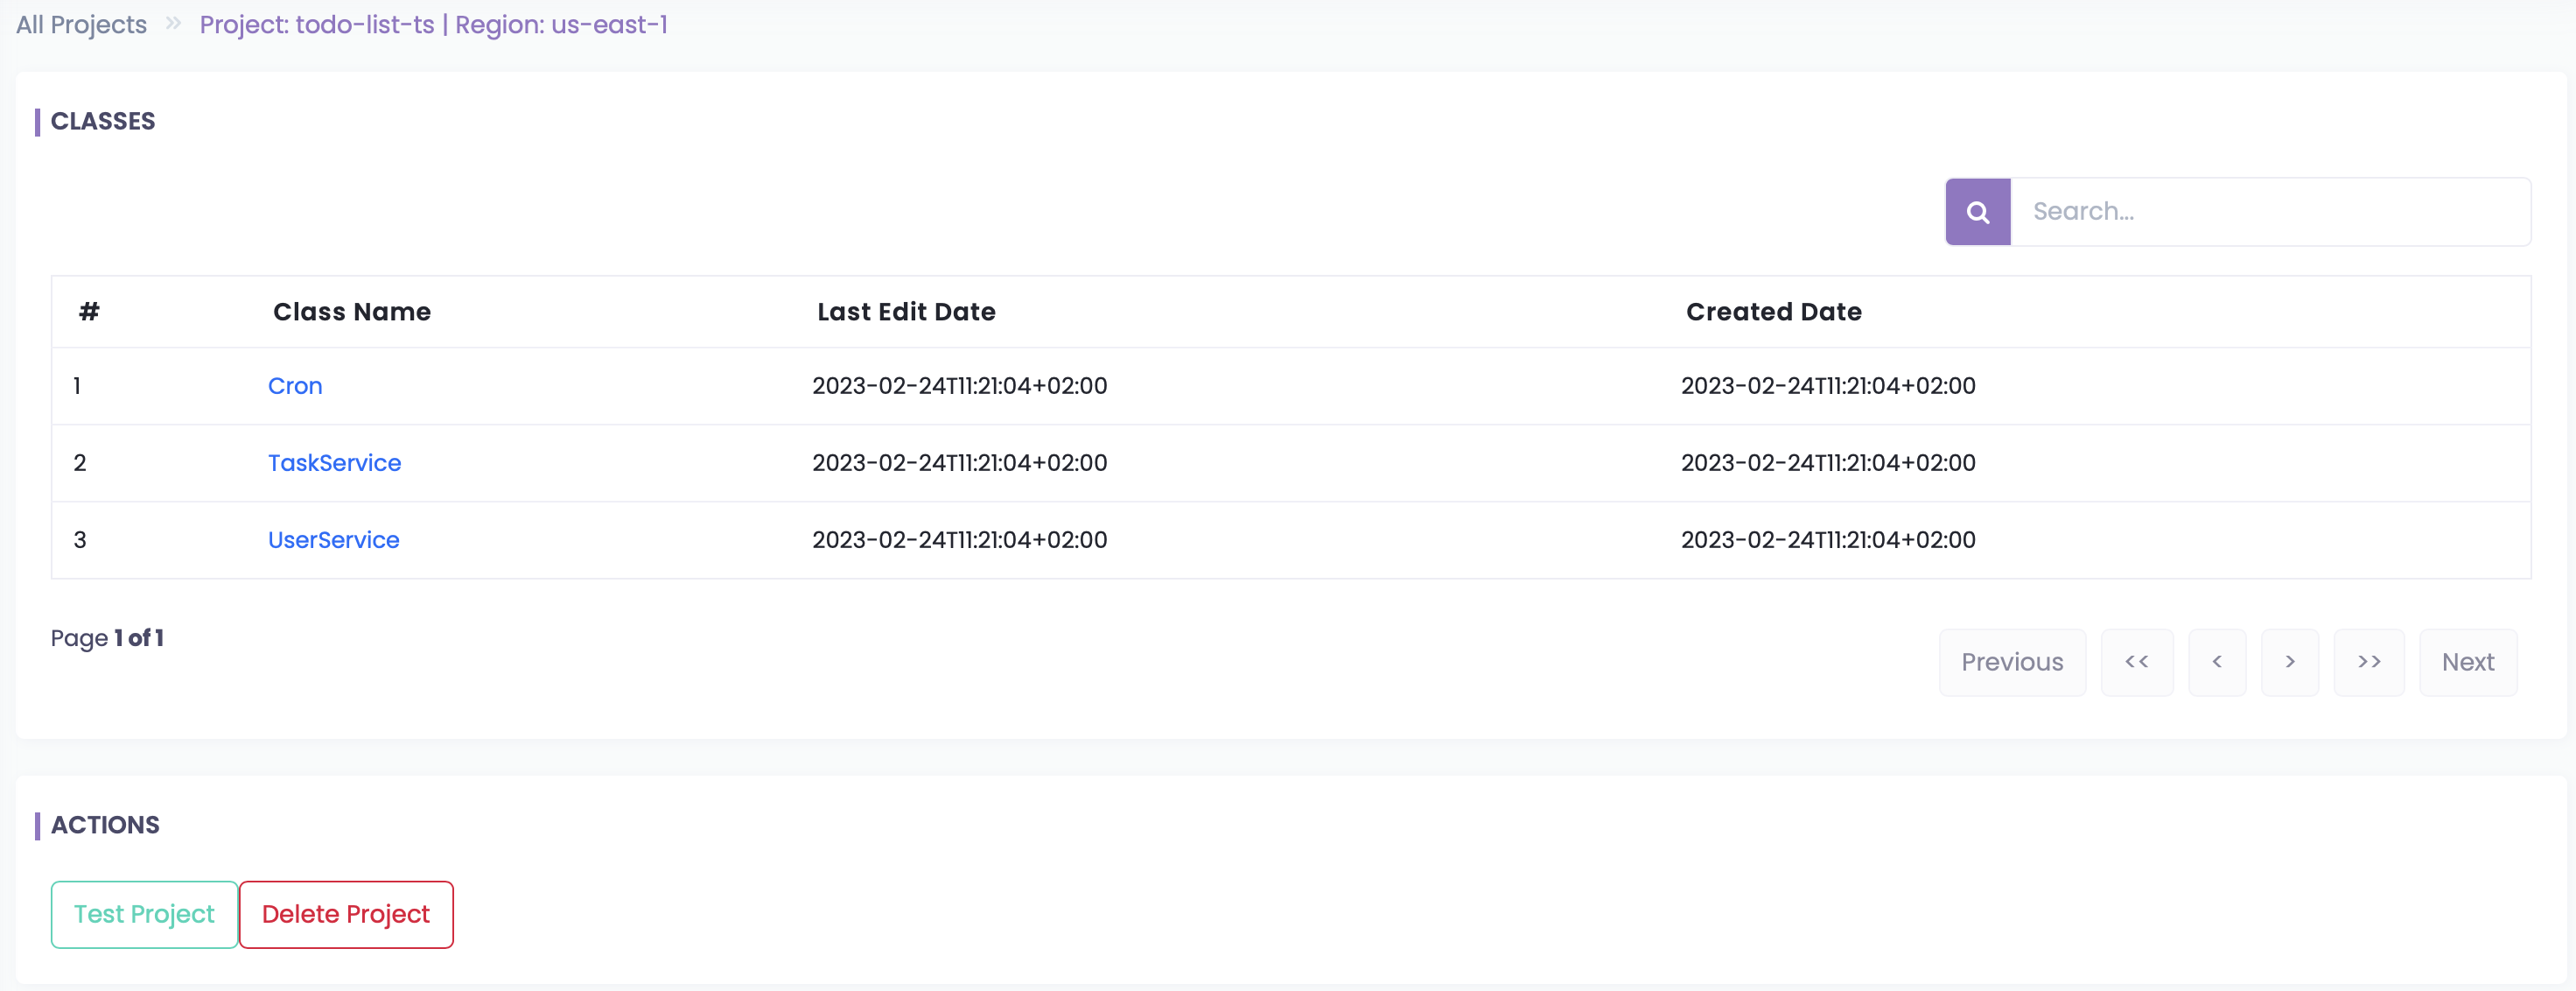 All Projects » Project: todo-list-ts | Region: us-east-1
CLASSES
Search...
# Class Name Last Edit Date Created Date
1 Cron 2023-02-24T11:21:04+02:00 2023-02-24T11:21:04+02:00
2 TaskService 2023-02-24T11:21:04+02:00 2023-02-24T11:21:04+02:00
3 UserService 2023-02-24T11:21:04+02:00 2023-02-24T11:21:04+02:00
Page 1 of 1
Previous << < > >> Next
ACTIONS
Test Project Delete Project